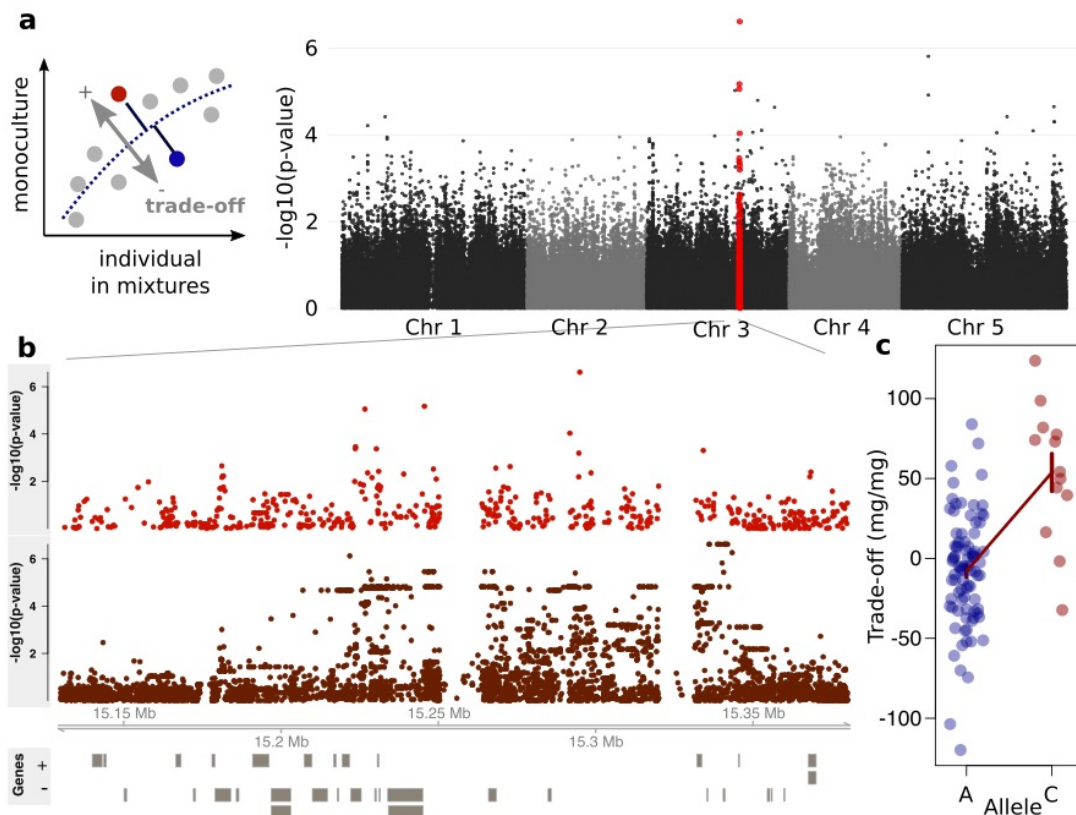 a
monoculture
+
-
trade-off
individual
in mixtures
-log10(p-value)
6
4
2
0
Chr 1
Chr 2
Chr 3
Chr 4
Chr 5
b
-log10(p-value)
6
4
2
-log10(p-value)
6
4
2
15.15 Mb
15.25 Mb
15.35 Mb
15.2 Mb
15.3 Mb
Genes
+
-
c
Trade-off (mg/mg)
100
50
0
-50
-100
A
C
Allele